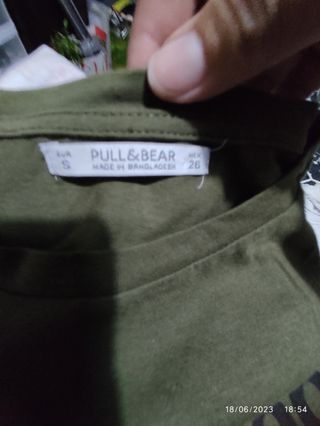 EUR
S
PULL&BEAR
MADE IN BANGLADESH
MEX
26
18/06/2023 18:54